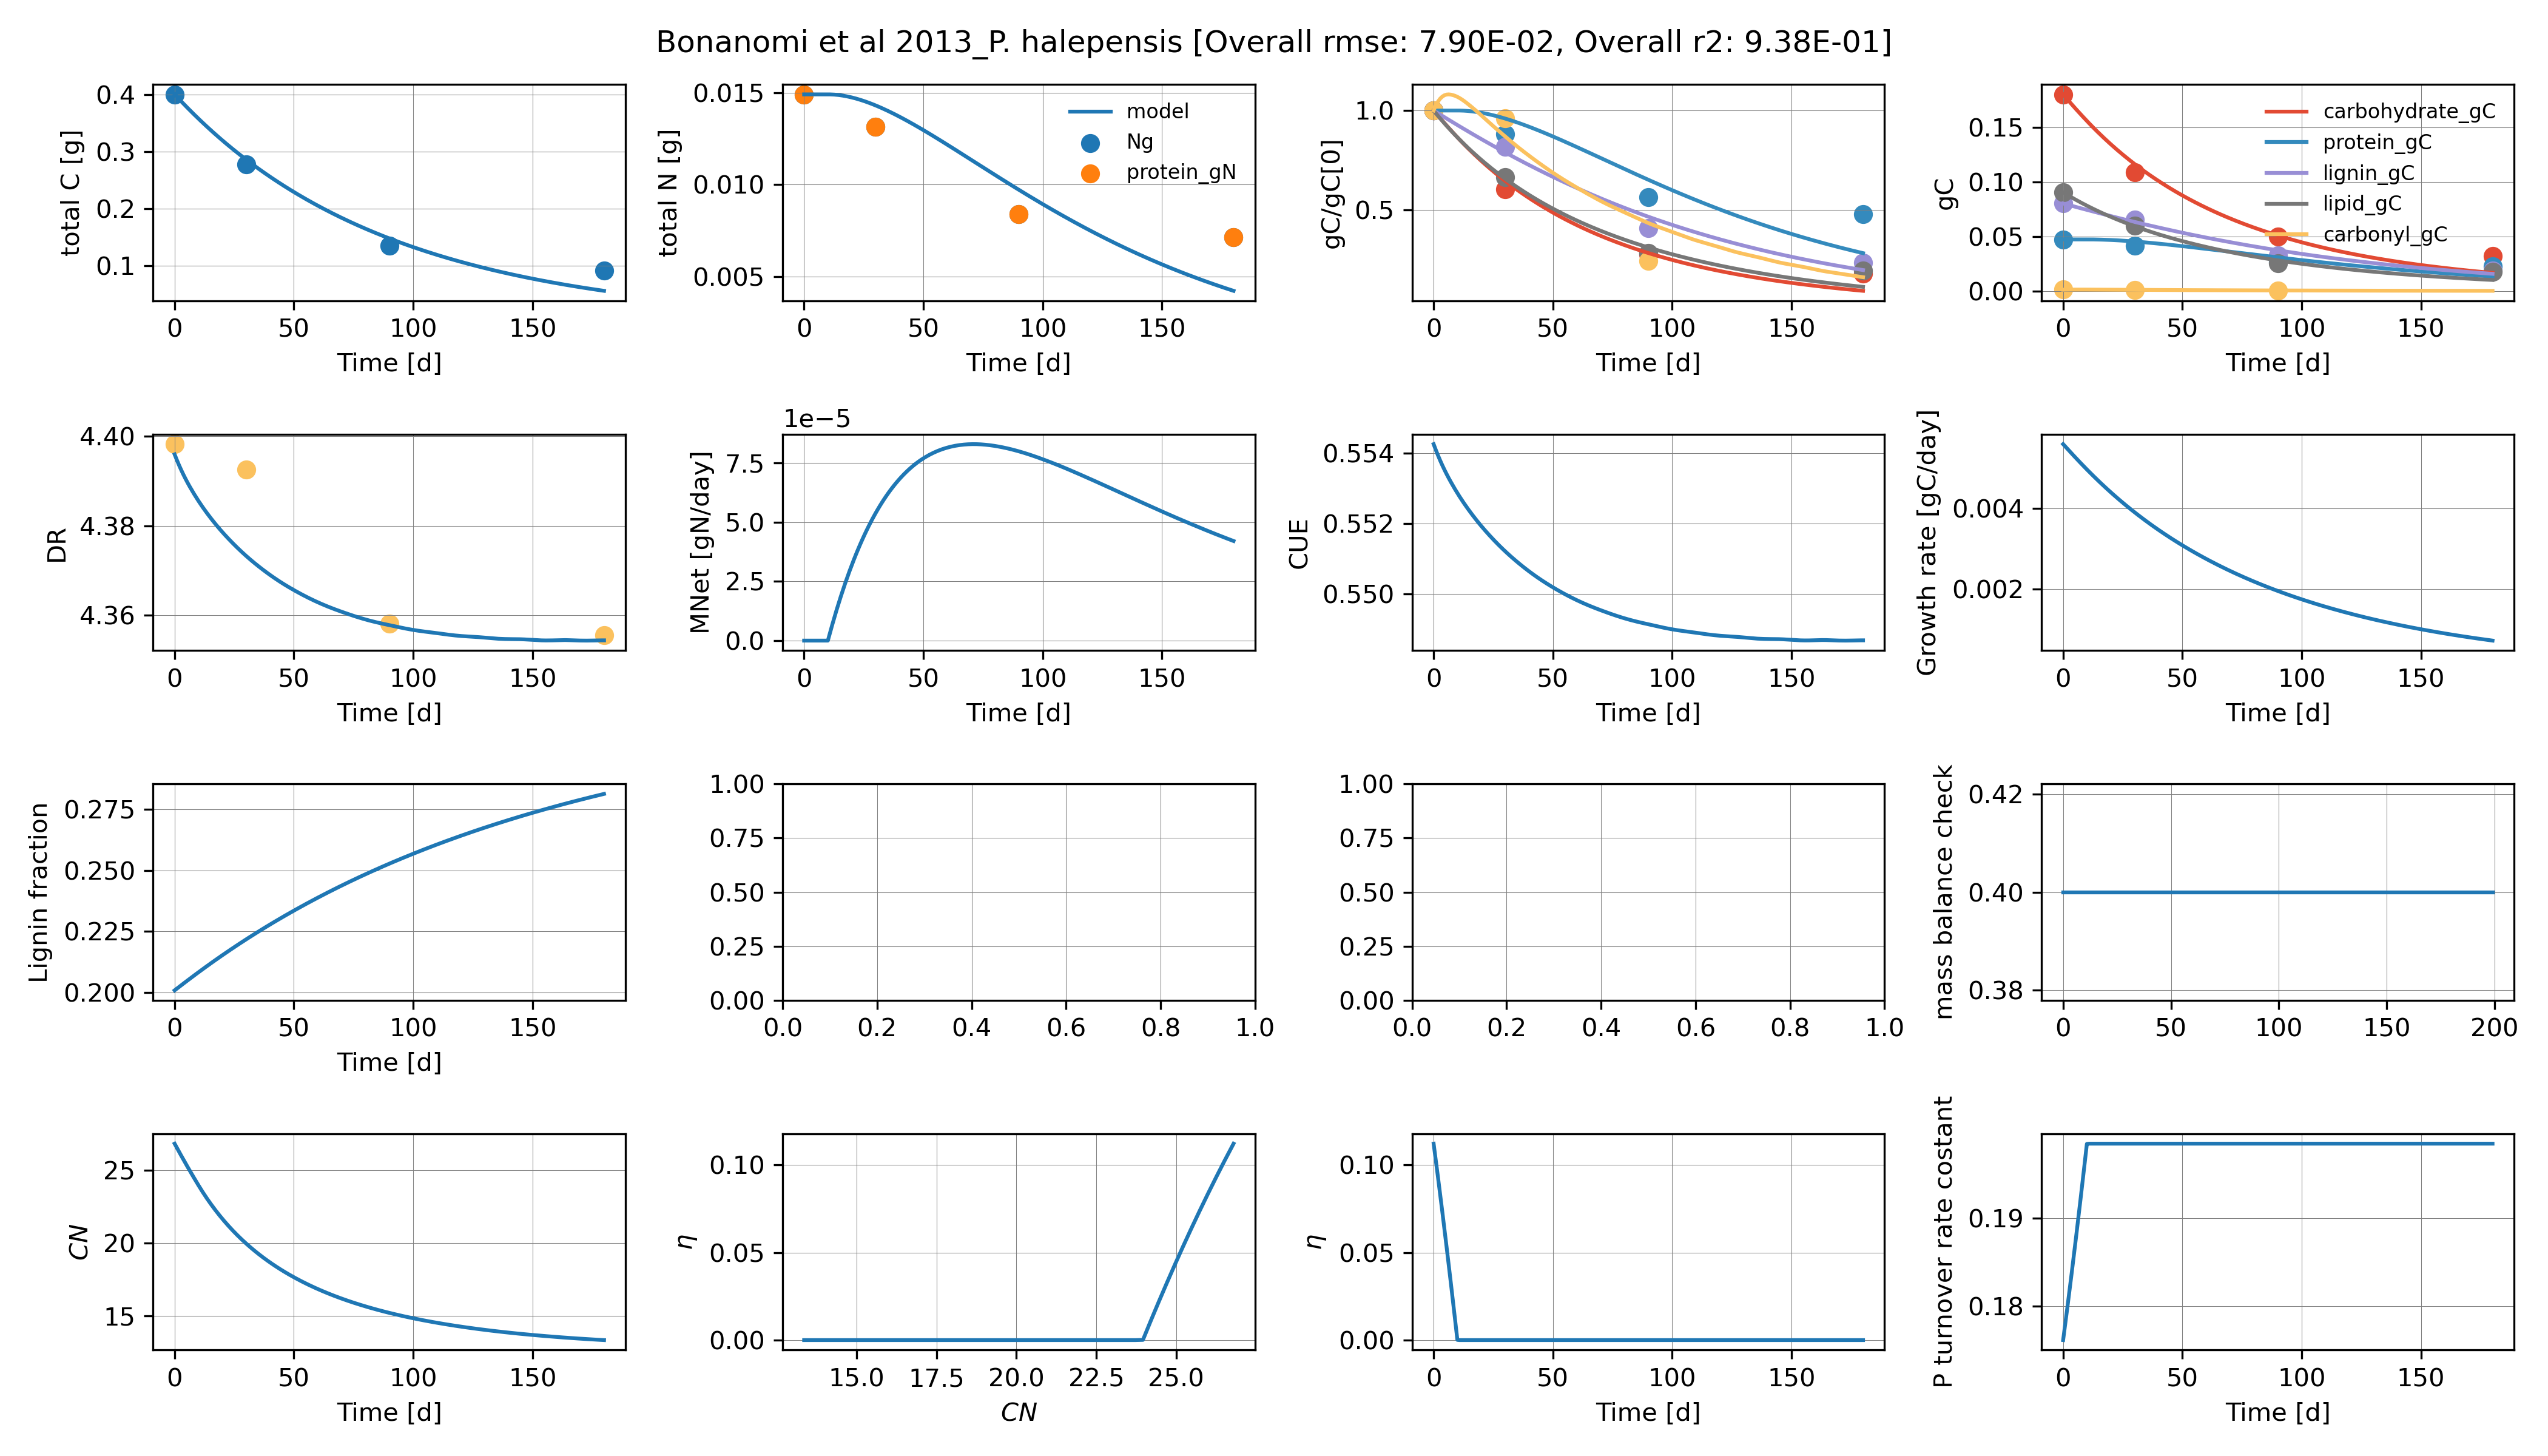 Bonanomi et al 2013_P. halepensis [Overall rmse: 7.90E-02, Overall r2: 9.38E-01]
total C [g]
0.4
0.3
0.2
0.1
0 50 100 150
Time [d]
total N [g]
0.015
0.010
0.005
model
Ng
protein_gN
0 50 100 150
Time [d]
gC/gC[0]
1.0
0.5
0 50 100 150
Time [d]
gC
0.15
0.10
0.05
0.00
carbohydrate_gC
protein_gC
lignin_gC
lipid_gC
carbonyl_gC
0 50 100 150
Time [d]
DR
4.40
4.38
4.36
0 50 100 150
Time [d]
1e−5
MNet [gN/day]
7.5
5.0
2.5
0.0
0 50 100 150
Time [d]
CUE
0.554
0.552
0.550
0 50 100 150
Time [d]
Growth rate [gC/day]
0.004
0.002
0 50 100 150
Time [d]
Lignin fraction
0.275
0.250
0.225
0.200
0 50 100 150
Time [d]
1.00
0.75
0.50
0.25
0.00
0.0 0.2 0.4 0.6 0.8 1.0
1.00
0.75
0.50
0.25
0.00
0.0 0.2 0.4 0.6 0.8 1.0
mass balance check
0.42
0.40
0.38
0 50 100 150 200
CN
25
20
15
0 50 100 150
Time [d]
η
0.10
0.05
0.00
15.0 17.5 20.0 22.5 25.0
CN
η
0.10
0.05
0.00
0 50 100 150
Time [d]
P turnover rate costant
0.19
0.18
0 50 100 150
Time [d]